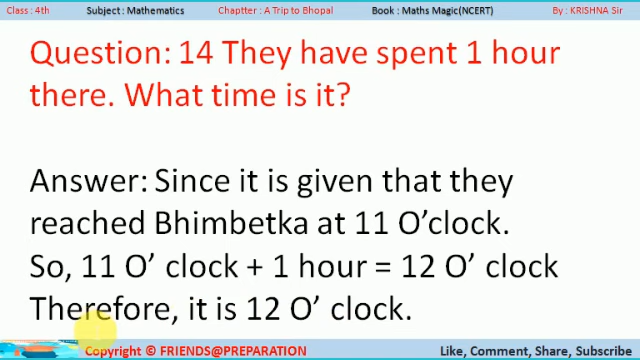 Class : 4th Subject : Mathematics Chaptter : A Trip to Bhopal Book : Maths Magic(NCERT) By : KRISHNA Sir
Question: 14 They have spent 1 hour
there. What time is it?
Answer: Since it is given that they
reached Bhimbetka at 11 O’clock.
So, 11 O’ clock + 1 hour = 12 O’ clock
Therefore, it is 12 O’ clock.
Copyright © FRIENDS@PREPARATION Like, Comment, Share, Subscribe